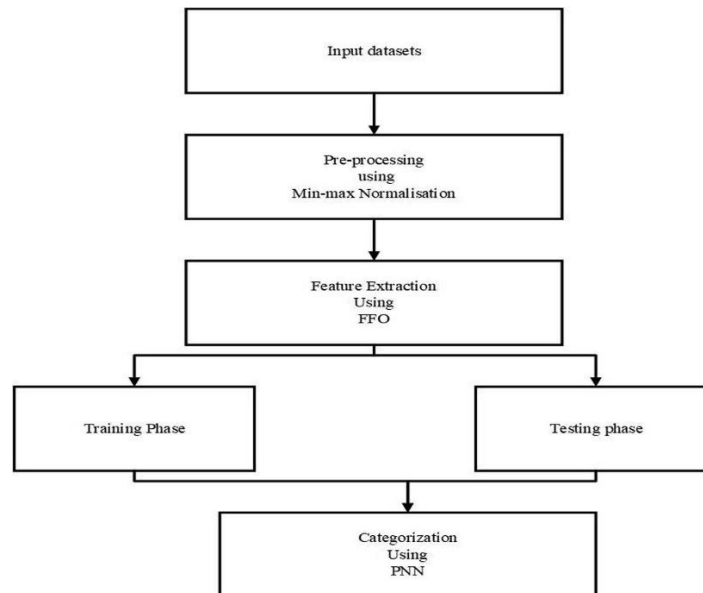 Input datasets
Pre-processing
using
Min-max Normalisation
Feature Extraction
Using
FFO
Training Phase
Testing phase
Categorization
Using
PNN